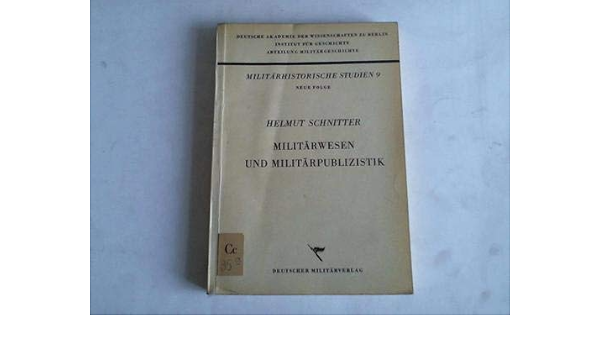 DEUTSCHE AKADEMIE DER WISSENSCHAFTEN ZU BERLIN
INSTITUT FÜR GESCHICHTE
ABTEILUNG MILITÄRGESCHICHTE
MILITÄRHISTORISCHE STUDIEN 9
NEUE FOLGE
HELMUT SCHNITTER
MILITÄRWESEN
UND MILITÄRPUBLIZISTIK
Cc
DEUTSCHER MILITÄRVERLAG